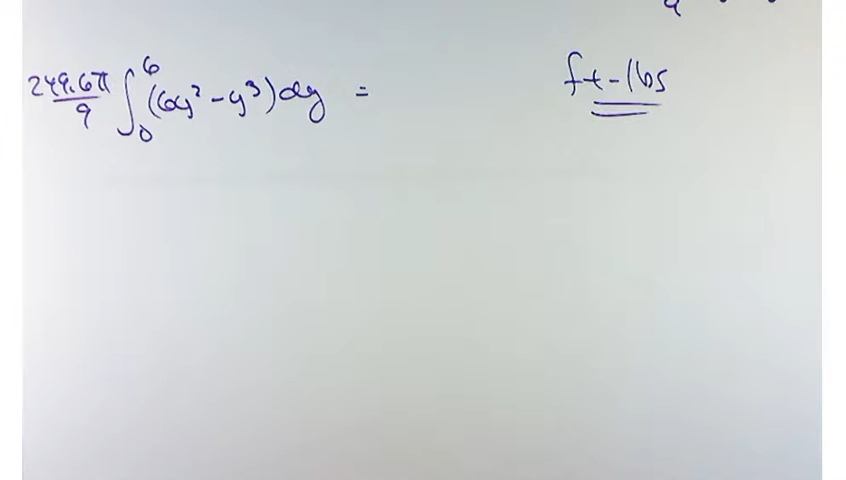 249.6π/9 ∫₀⁶ (6y² - y³)dy = ft-lbs